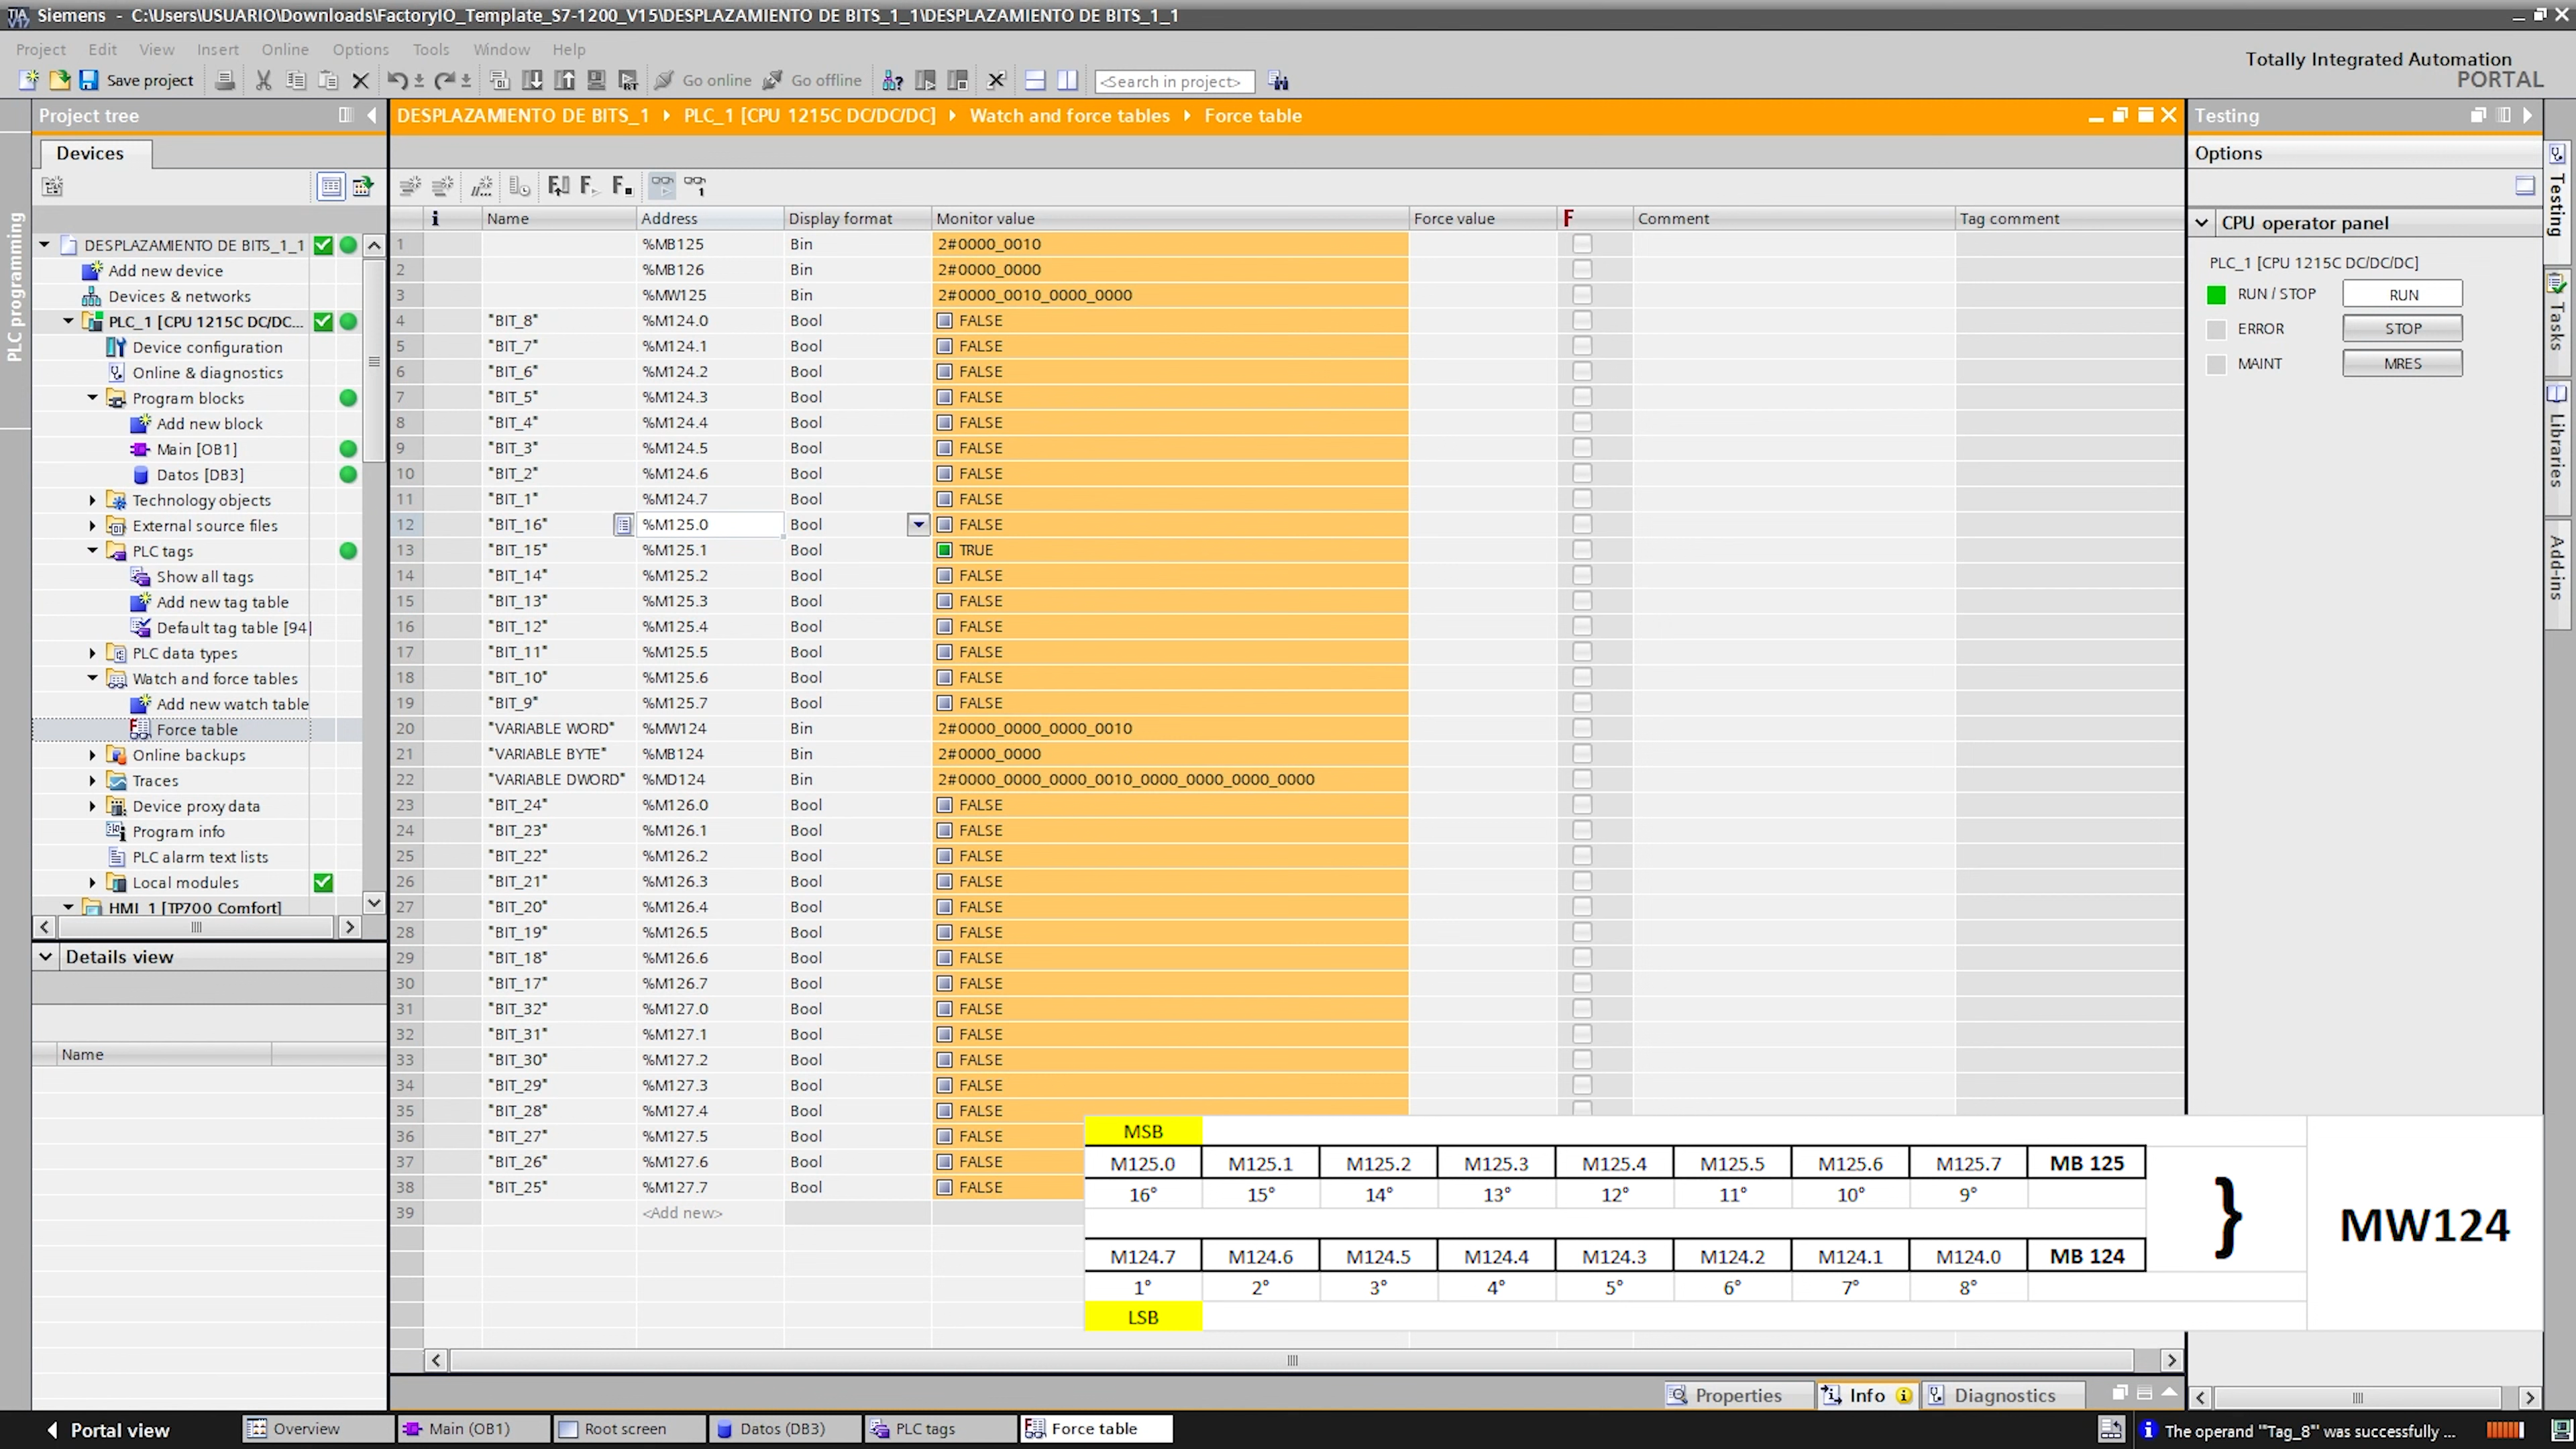 Siemens - C:\Users\USUARIO\Downloads\FactoryIO_Template_S7-1200_V15\DESPLAZAMIENTO DE BITS_1_1\DESPLAZAMIENTO DE BITS_1_1
Project Edit View Insert Online Options Tools Window Help
Totally Integrated Automation
PORTAL
Save project Go online Go offline <Search in project>
Project tree
DESPLAZAMIENTO DE BITS_1 PLC_1 [CPU 1215C DC/DC/DC] Watch and force tables Force table
Testing
Devices
Options
PLC programming
DESPLAZAMIENTO DE BITS_1_1
Add new device
Devices & networks
PLC_1 [CPU 1215C DC/DC...
Device configuration
Online & diagnostics
Program blocks
Add new block
Main [OB1]
Datos [DB3]
Technology objects
External source files
PLC tags
Show all tags
Add new tag table
Default tag table [94]
PLC data types
Watch and force tables
Add new watch table
Force table
Online backups
Traces
Device proxy data
Program info
PLC alarm text lists
Local modules
HMI_1 [TP700 Comfort]
Details view
Name
i Name Address Display format Monitor value Force value F Comment Tag comment
1 %MB125 Bin 2#0000_0010
2 %MB126 Bin 2#0000_0000
3 %MW125 Bin 2#0000_0010_0000_0000
4 "BIT_8" %M124.0 Bool FALSE
5 "BIT_7" %M124.1 Bool FALSE
6 "BIT_6" %M124.2 Bool FALSE
7 "BIT_5" %M124.3 Bool FALSE
8 "BIT_4" %M124.4 Bool FALSE
9 "BIT_3" %M124.5 Bool FALSE
10 "BIT_2" %M124.6 Bool FALSE
11 "BIT_1" %M124.7 Bool FALSE
12 "BIT_16" %M125.0 Bool FALSE
13 "BIT_15" %M125.1 Bool TRUE
14 "BIT_14" %M125.2 Bool FALSE
15 "BIT_13" %M125.3 Bool FALSE
16 "BIT_12" %M125.4 Bool FALSE
17 "BIT_11" %M125.5 Bool FALSE
18 "BIT_10" %M125.6 Bool FALSE
19 "BIT_9" %M125.7 Bool FALSE
20 "VARIABLE WORD" %MW124 Bin 2#0000_0000_0000_0010
21 "VARIABLE BYTE" %MB124 Bin 2#0000_0000
22 "VARIABLE DWORD" %MD124 Bin 2#0000_0000_0000_0010_0000_0000_0000_0000
23 "BIT_24" %M126.0 Bool FALSE
24 "BIT_23" %M126.1 Bool FALSE
25 "BIT_22" %M126.2 Bool FALSE
26 "BIT_21" %M126.3 Bool FALSE
27 "BIT_20" %M126.4 Bool FALSE
28 "BIT_19" %M126.5 Bool FALSE
29 "BIT_18" %M126.6 Bool FALSE
30 "BIT_17" %M126.7 Bool FALSE
31 "BIT_32" %M127.0 Bool FALSE
32 "BIT_31" %M127.1 Bool FALSE
33 "BIT_30" %M127.2 Bool FALSE
34 "BIT_29" %M127.3 Bool FALSE
35 "BIT_28" %M127.4 Bool FALSE
36 "BIT_27" %M127.5 Bool FALSE
37 "BIT_26" %M127.6 Bool FALSE
38 "BIT_25" %M127.7 Bool FALSE
39 <Add new>
MSB
M125.0 M125.1 M125.2 M125.3 M125.4 M125.5 M125.6 M125.7 MB 125
16° 15° 14° 13° 12° 11° 10° 9°
} MW124
M124.7 M124.6 M124.5 M124.4 M124.3 M124.2 M124.1 M124.0 MB 124
1° 2° 3° 4° 5° 6° 7° 8°
LSB
CPU operator panel
PLC_1 [CPU 1215C DC/DC/DC]
RUN / STOP RUN
ERROR STOP
MAINT MRES
Testing
Tasks
Libraries
Add-ins
Properties Info Diagnostics
Portal view Overview Main (OB1) Root screen Datos (DB3) PLC tags Force table
The operand '"Tag_8"' was successfully ...